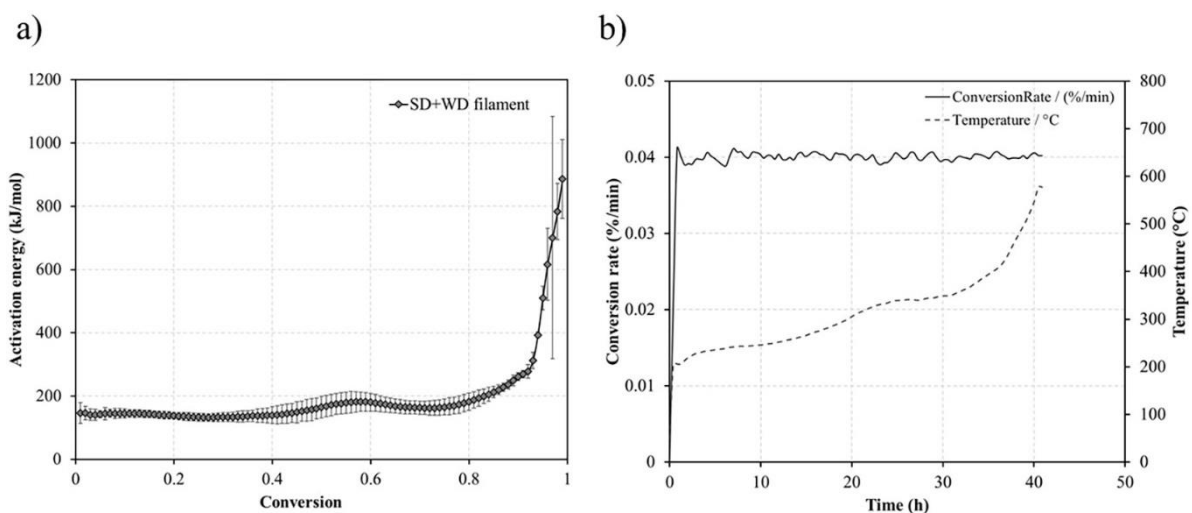 a)
1200
1000
800
600
400
200
0
Activation energy (kJ/mol)
SD+WD filament
0 0.2 0.4 0.6 0.8 1
Conversion
b)
0.05
0.04
0.03
0.02
0.01
0
Conversion rate (%/min)
ConversionRate / (%/min)
Temperature / °C
800
700
600
500
400
300
200
100
0
Temperature (°C)
0 10 20 30 40 50
Time (h)